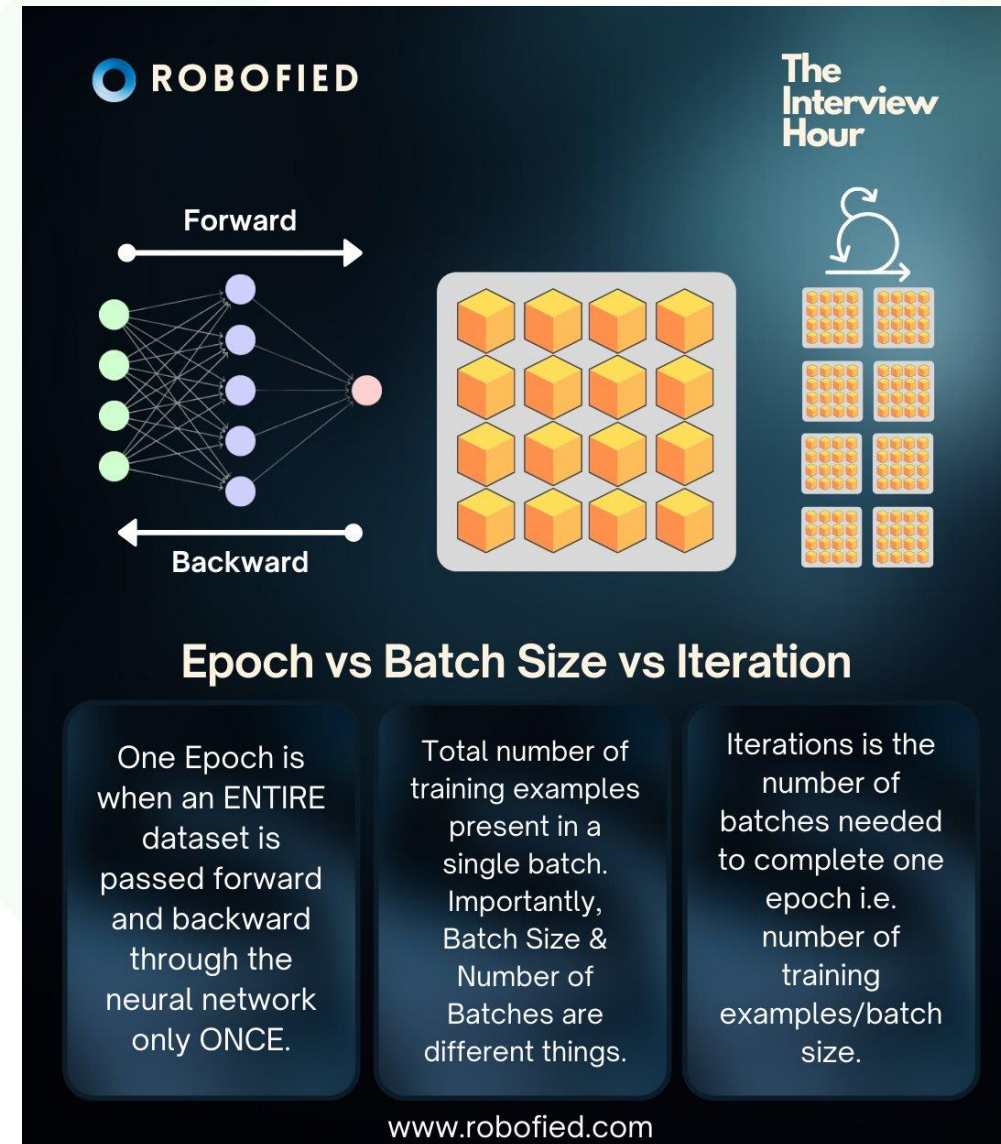 ROBOFIED
The
Interview
Hour
Forward
Backward
Epoch vs Batch Size vs Iteration
One Epoch is
when an ENTIRE
dataset is
passed forward
and backward
through the
neural network
only ONCE.
Total number of
training examples
present in a
single batch.
Importantly,
Batch Size &
Number of
Batches are
different things.
Iterations is the
number of
batches needed
to complete one
epoch i.e.
number of
training
examples/batch
size.
www.robofied.com